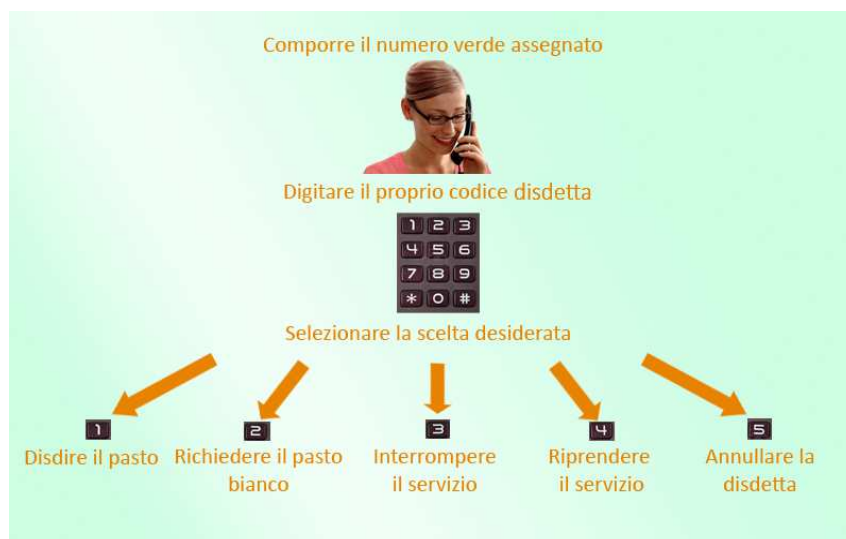 Comporre il numero verde assegnato
Digitare il proprio codice disdetta
1 2 3
4 5 6
7 8 9
* 0 #
Selezionare la scelta desiderata
1
Disdire il pasto
2
Richiedere il pasto
bianco
3
Interrompere
il servizio
4
Riprendere
il servizio
5
Annullare la
disdetta